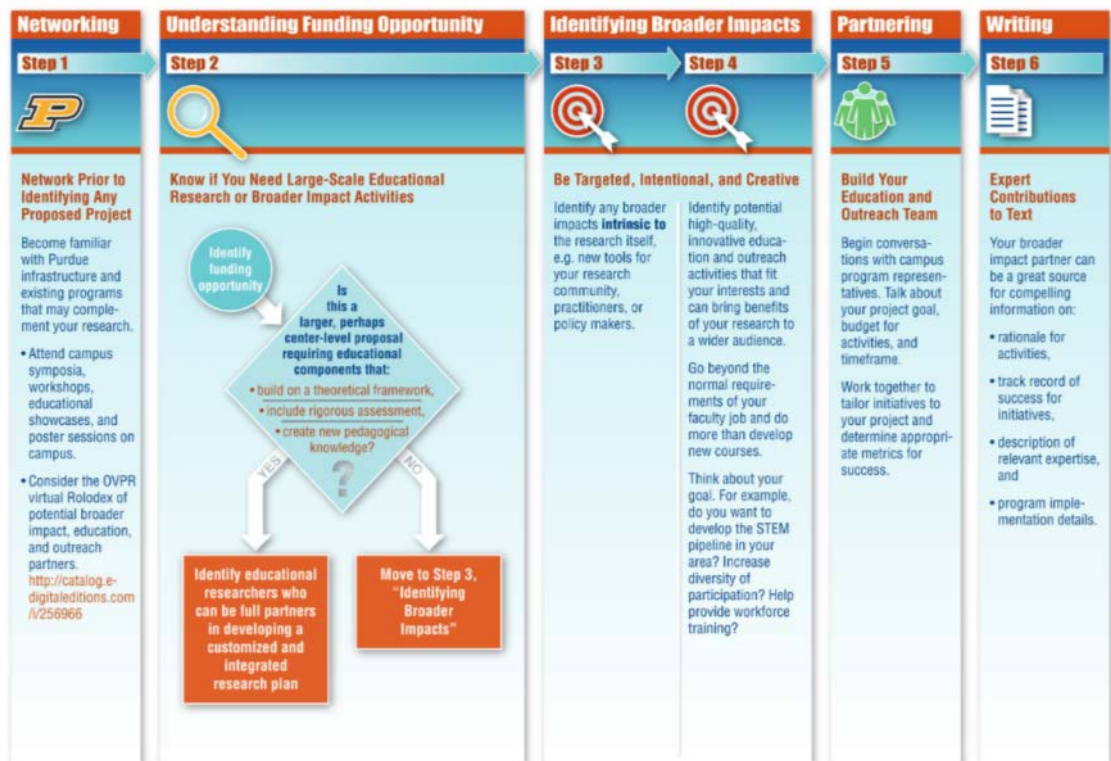 Networking
Step 1
P
Network Prior to
Identifying Any
Proposed Project
Become familiar
with Purdue
infrastructure and
existing programs
that may comple-
ment your research.
• Attend campus
symposia,
workshops,
educational
showcases, and
poster sessions on
campus.
• Consider the OVPR
virtual Rolodex of
potential broader
impact, education,
and outreach
partners.
http://catalog.e-
digitaleditions.com
/i/256966
Understanding Funding Opportunity
Step 2
Know if You Need Large-Scale Educational
Research or Broader Impact Activities
Identify
funding
opportunity
Is
this a
larger, perhaps
center-level proposal
requiring educational
components that:
• build on a theoretical framework,
• include rigorous assessment,
• create new pedagogical
knowledge?
?
YES
NO
Identify educational
researchers who
can be full partners
in developing a
customized and
integrated
research plan
Move to Step 3,
"Identifying
Broader
Impacts"
Identifying Broader Impacts
Step 3
Step 4
Be Targeted, Intentional, and Creative
Identify any broader
impacts intrinsic to
the research itself,
e.g. new tools for
your research
community,
practitioners, or
policy makers.
Identify potential
high-quality,
innovative educa-
tion and outreach
activities that fit
your interests and
can bring benefits
of your research to
a wider audience.
Go beyond the
normal require-
ments of your
faculty job and do
more than develop
new courses.
Think about your
goal. For example,
do you want to
develop the STEM
pipeline in your
area? Increase
diversity of
participation? Help
provide workforce
training?
Partnering
Step 5
Build Your
Education and
Outreach Team
Begin conversa-
tions with campus
program represen-
tatives. Talk about
your project goal,
budget for
activities, and
timeframe.
Work together to
tailor initiatives to
your project and
determine appropri-
ate metrics for
success.
Writing
Step 6
Expert
Contributions
to Text
Your broader
impact partner can
be a great source
for compelling
information on:
• rationale for
activities,
• track record of
success for
initiatives,
• description of
relevant expertise,
and
• program imple-
mentation details.